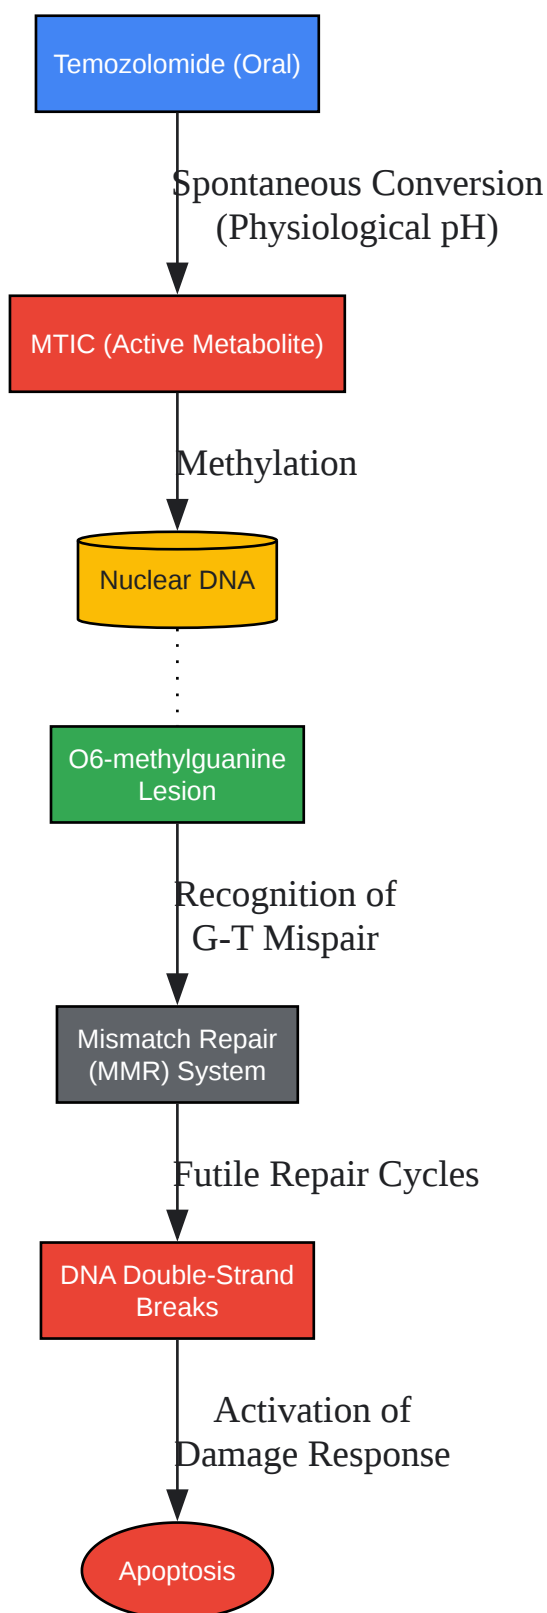 Temozolomide (Oral)
Spontaneous Conversion
(Physiological pH)
MTIC (Active Metabolite)
Methylation
Nuclear DNA
O6-methylguanine
Lesion
Recognition of
G-T Mispair
Mismatch Repair
(MMR) System
Futile Repair Cycles
DNA Double-Strand
Breaks
Activation of
Damage Response
Apoptosis